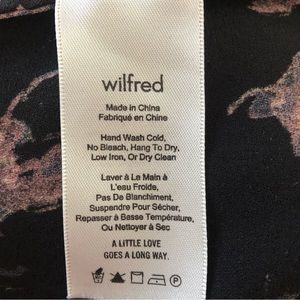 wilfred
Made in China
Fabriqué en Chine
Hand Wash Cold,
No Bleach, Hang To Dry,
Low Iron, Or Dry Clean
Laver à Le Main à
L'eau Froide,
Pas De Blanchiment,
Suspendre Pour Sécher,
Repasser à Basse Température,
Ou Nettoyer à Sec
A LITTLE LOVE
GOES A LONG WAY.
P